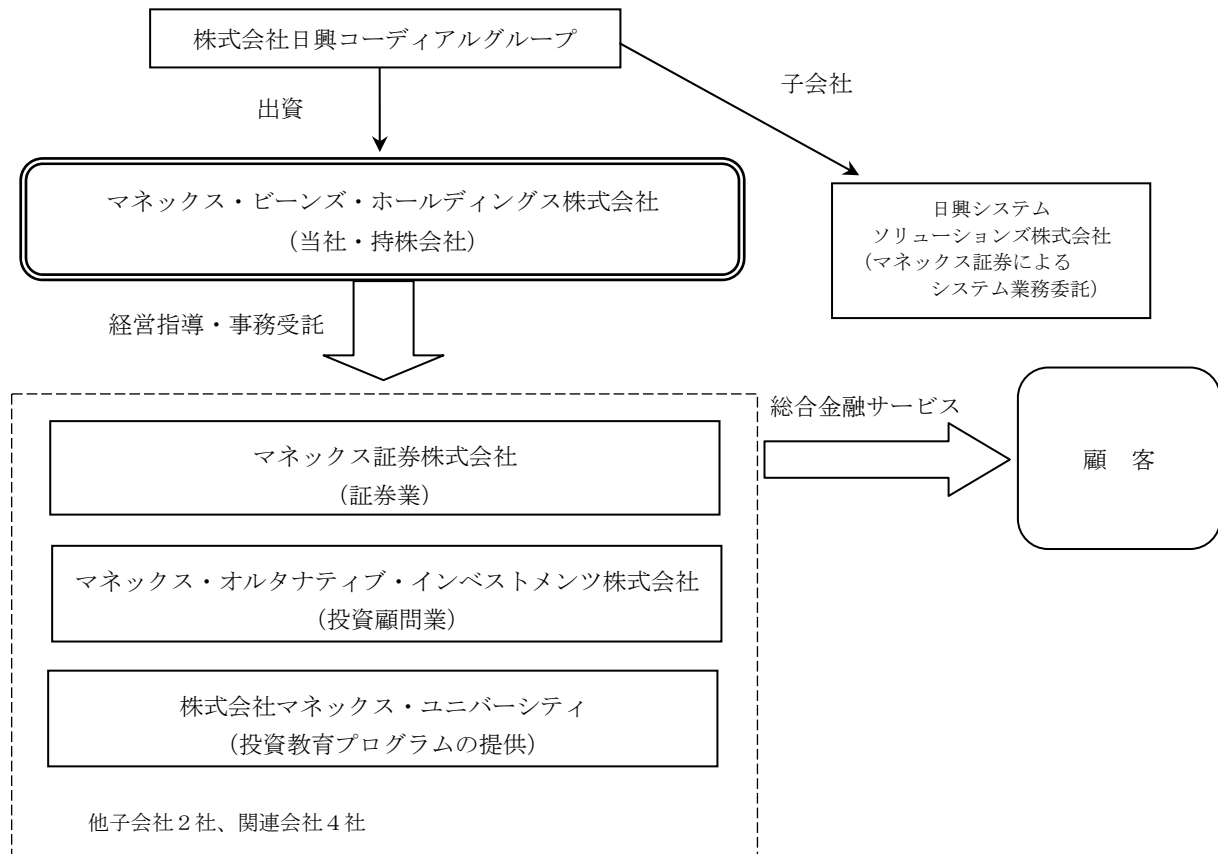 株式会社日興コーディアルグループ
子会社
出資
マネックス・ビーンズ・ホールディングス株式会社
（当社・持株会社）
日興システム
ソリューションズ株式会社
（マネックス証券による
システム業務委託）
経営指導・事務受託
総合金融サービス
顧　客
マネックス証券株式会社
（証券業）
マネックス・オルタナティブ・インベストメンツ株式会社
（投資顧問業）
株式会社マネックス・ユニバーシティ
（投資教育プログラムの提供）
他子会社２社、関連会社４社